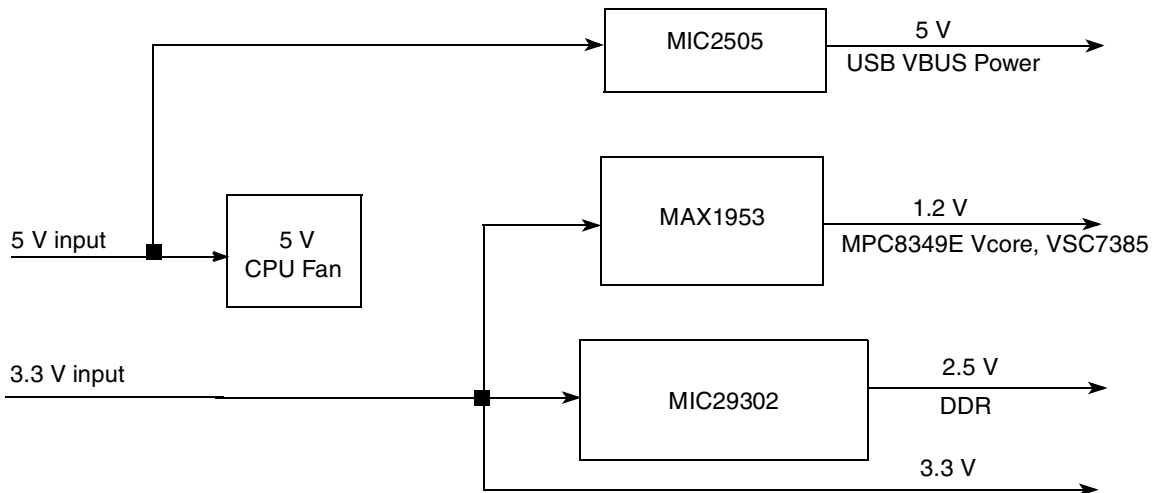 MIC2505
5 V
USB VBUS Power
MAX1953
1.2 V
MPC8349E Vcore, VSC7385
5 V input
5 V
CPU Fan
3.3 V input
MIC29302
2.5 V
DDR
3.3 V